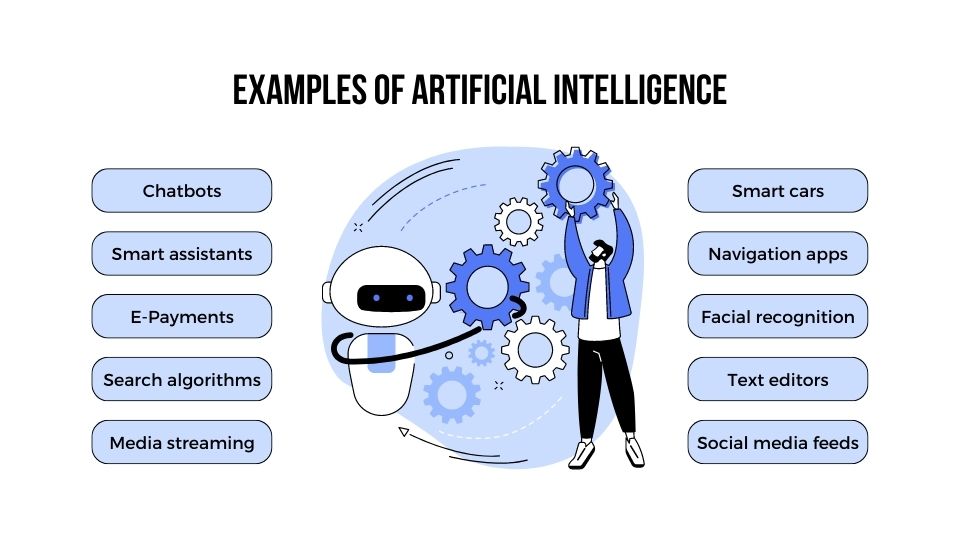 EXAMPLES OF ARTIFICIAL INTELLIGENCE
Chatbots
Smart assistants
E-Payments
Search algorithms
Media streaming
Smart cars
Navigation apps
Facial recognition
Text editors
Social media feeds